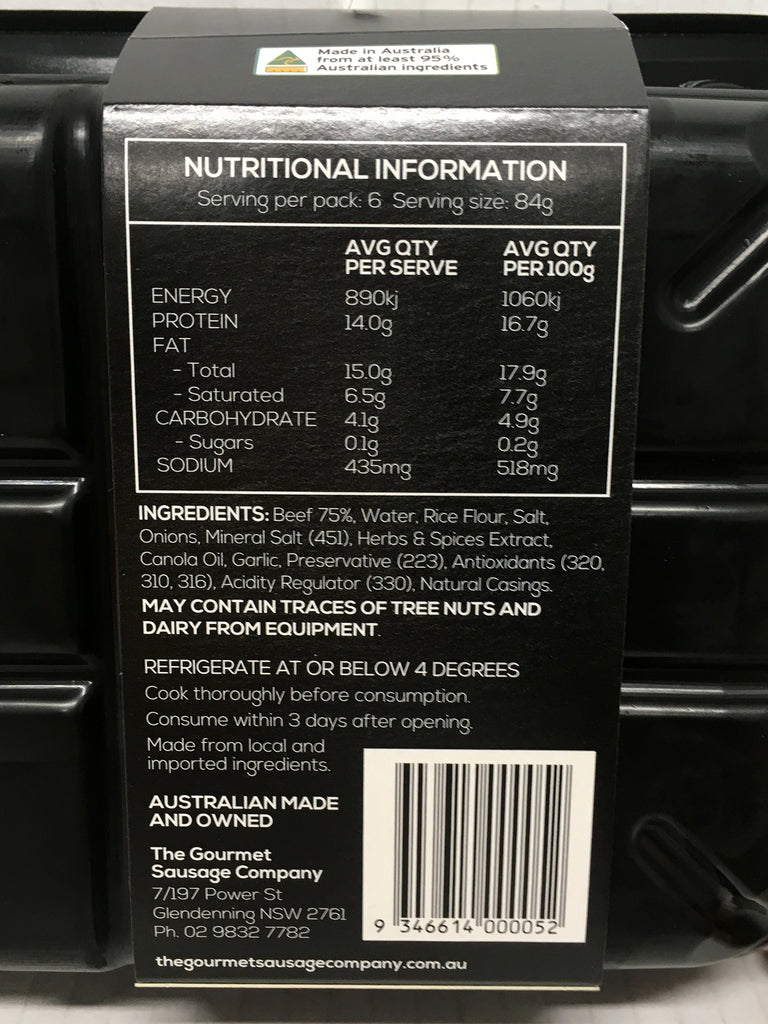 Made in Australia
from at least 95%
Australian ingredients
NUTRITIONAL INFORMATION
Serving per pack: 6 Serving size: 84g
AVG QTY PER SERVE AVG QTY PER 100g
ENERGY 890kj 1060kj
PROTEIN 14.0g 16.7g
FAT
- Total 15.0g 17.9g
- Saturated 6.5g 7.7g
CARBOHYDRATE 4.1g 4.9g
- Sugars 0.1g 0.2g
SODIUM 435mg 518mg
INGREDIENTS: Beef 75%, Water, Rice Flour, Salt,
Onions, Mineral Salt (451), Herbs & Spices Extract,
Canola Oil, Garlic, Preservative (223), Antioxidants (320,
310, 316), Acidity Regulator (330), Natural Casings.
MAY CONTAIN TRACES OF TREE NUTS AND
DAIRY FROM EQUIPMENT.
REFRIGERATE AT OR BELOW 4 DEGREES
Cook thoroughly before consumption.
Consume within 3 days after opening.
Made from local and
imported ingredients.
AUSTRALIAN MADE
AND OWNED
The Gourmet
Sausage Company
7/197 Power St
Glendenning NSW 2761
Ph. 02 9832 7782
thegourmetsausagecompany.com.au
9 346614 000052